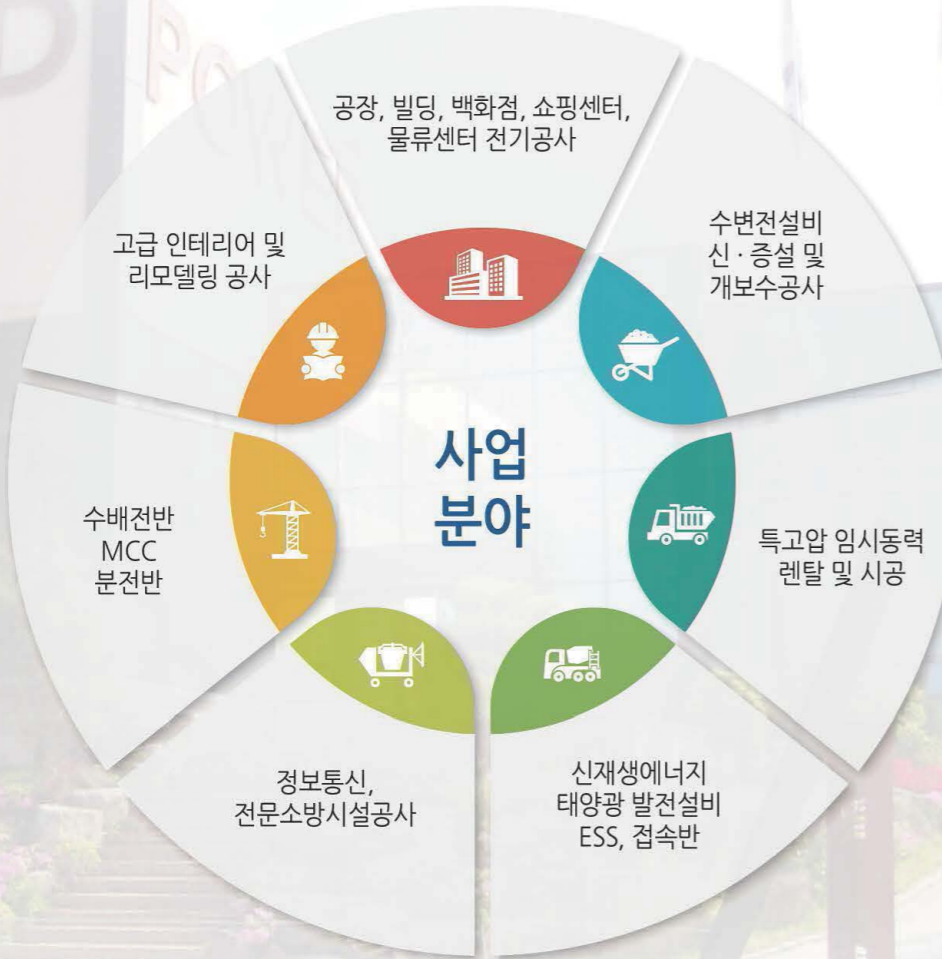 공장, 빌딩, 백화점, 쇼핑센터,
물류센터 전기공사
수변전설비
신 · 증설 및
개보수공사
특고압 임시동력
렌탈 및 시공
신재생에너지
태양광 발전설비
ESS, 접속반
정보통신,
전문소방시설공사
수배전반
MCC
분전반
고급 인테리어 및
리모델링 공사
사업
분야